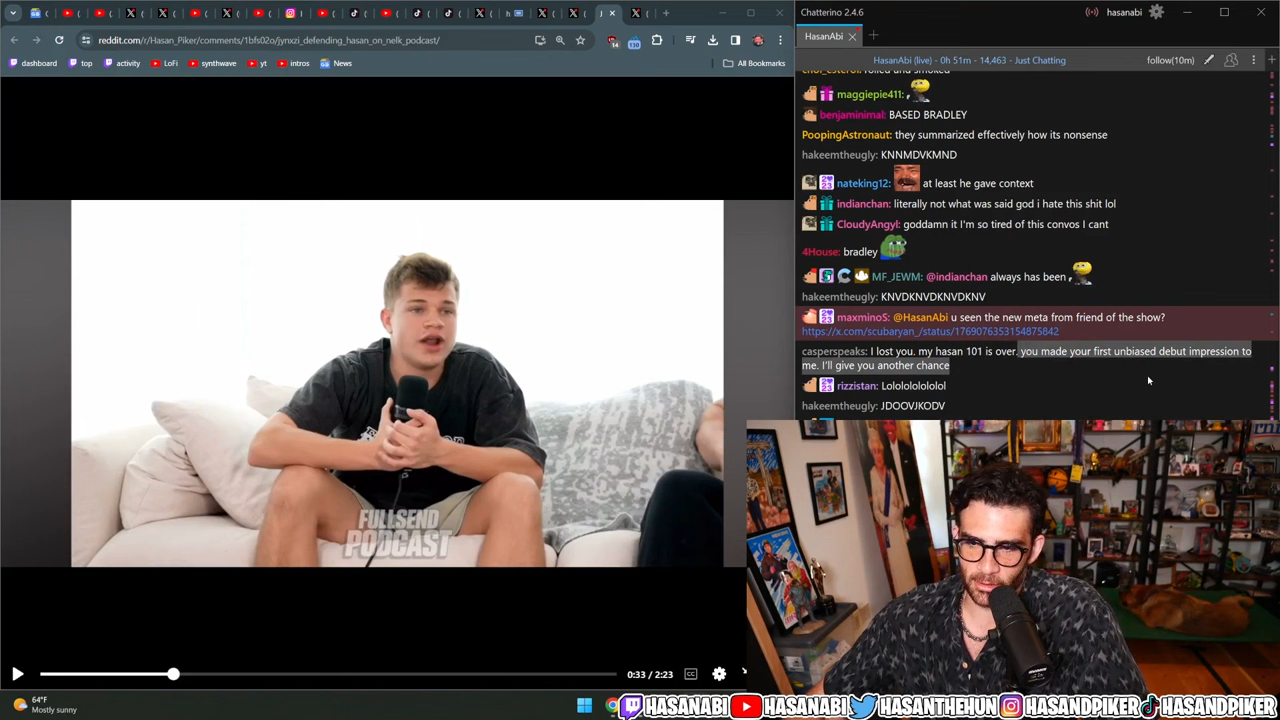 reddit.com/r/Hasan_Piker/comments/1bfs02o/jynxzi_defending_hasan_on_nelk_podcast/
14
130
dashboard
top
activity
LoFi
synthwave
yt
intros
News
All Bookmarks
FULLSEND
PODCAST
0:33 / 2:23
CC
64°F
Mostly sunny
Chatterino 2.4.6
hasanabi
HasanAbi
HasanAbi (live) - 0h 51m - 14,463 - Just Chatting
follow(10m)
maggiepie411:
benjaminimal: BASED BRADLEY
PoopingAstronaut: they summarized effectively how its nonsense
hakeemtheugly: KNNMDVKMND
nateking12: at least he gave context
indianchan: literally not what was said god i hate this shit lol
CloudyAngyl: goddamn it I'm so tired of this convos I cant
4House: bradley
MF_JEWM: @indianchan always has been
hakeemtheugly: KNVDKNVDKNVDKNV
maxminoS: @HasanAbi u seen the new meta from friend of the show?
https://x.com/scubaryan_/status/1769076353154875842
casperspeaks: I lost you. my hasan 101 is over. you made your first unbiased debut impression to
me. I'll give you another chance
rizzistan: Lolololololololol
hakeemtheugly: JDOOVJKODV
HASANABI
HASANABI
HASANTHEHUN
HASANDPIKER
HASANDPIKER